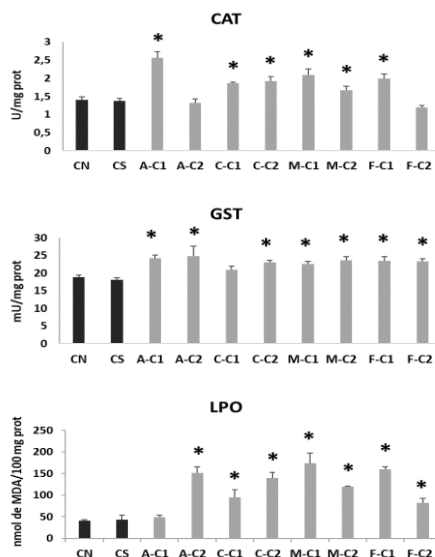 CAT
U/mg prot
3
2,5
2
1,5
1
0,5
0
* * * * * *
CN CS A-C1 A-C2 C-C1 C-C2 M-C1 M-C2 F-C1 F-C2
GST
mU/mg prot
30
25
20
15
10
5
0
* * * * * * *
CN CS A-C1 A-C2 C-C1 C-C2 M-C1 M-C2 F-C1 F-C2
LPO
nmol de MDA/100 mg prot
250
200
150
100
50
0
* * * * * * *
CN CS A-C1 A-C2 C-C1 C-C2 M-C1 M-C2 F-C1 F-C2